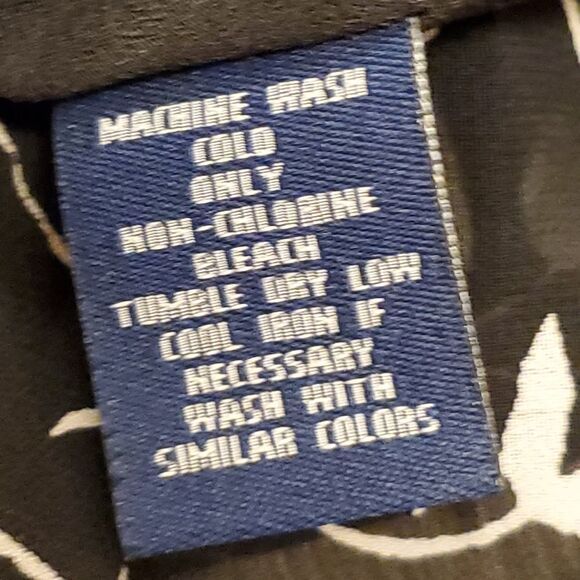 MACHINE WASH
COLD
ONLY
NON-CHLORINE
BLEACH
TUMBLE DRY LOW
COOL IRON IF
NECESSARY
WASH WITH
SIMILAR COLORS